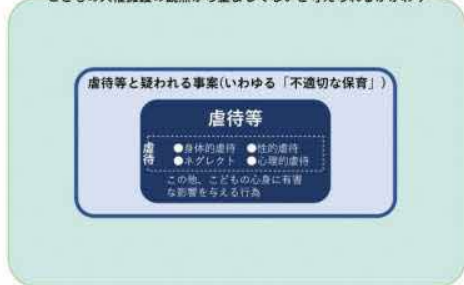 虐待等と疑われる事案(いわゆる「不適切な保育」)
虐待等
虐待
●身体的虐待 ●性的虐待
●ネグレクト ●心理的虐待
この他、こどもの心身に有害
な影響を与える行為